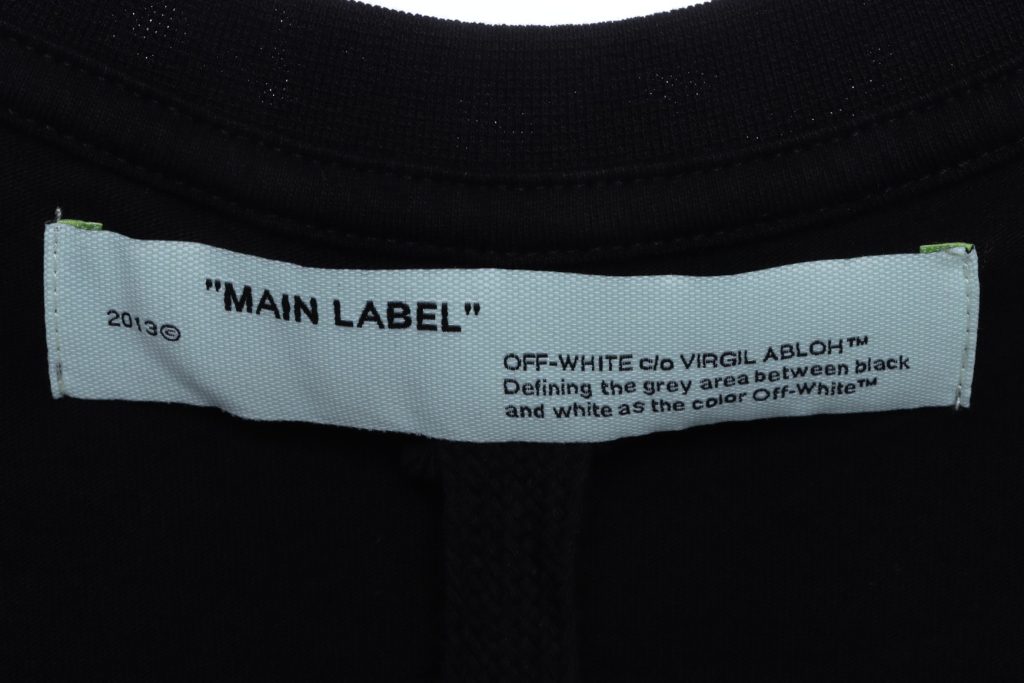 "MAIN LABEL"
2013©
OFF-WHITE c/o VIRGIL ABLOH™
Defining the grey area between black
and white as the color Off-White™